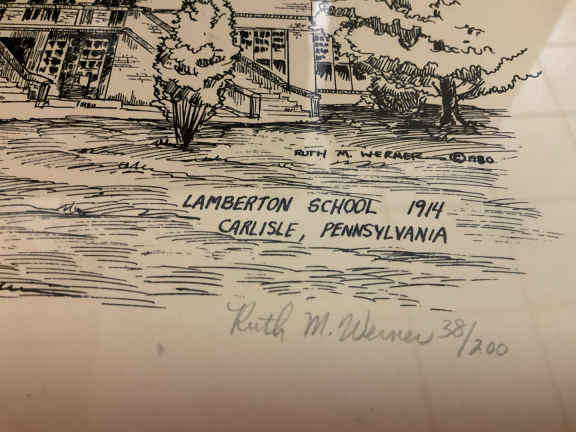 RUTH M. WERNER ©1980
LAMBERTON SCHOOL 1914
CARLISLE, PENNSYLVANIA
Ruth M. Werner 38/200